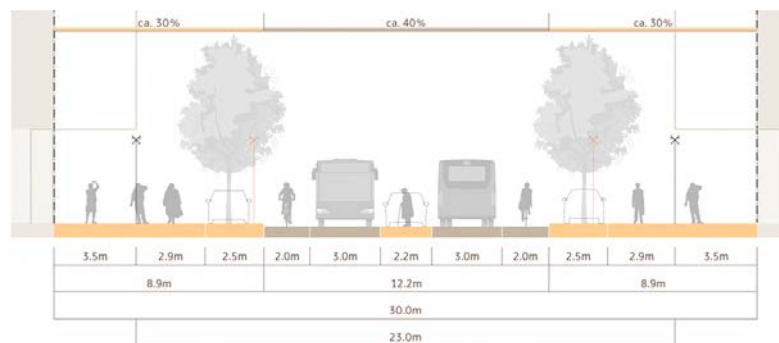 ca. 30% ca. 40% ca. 30%
3.5m 2.9m 2.5m 2.0m 3.0m 2.2m 3.0m 2.0m 2.5m 2.9m 3.5m
8.9m 12.2m 8.9m
30.0m
23.0m